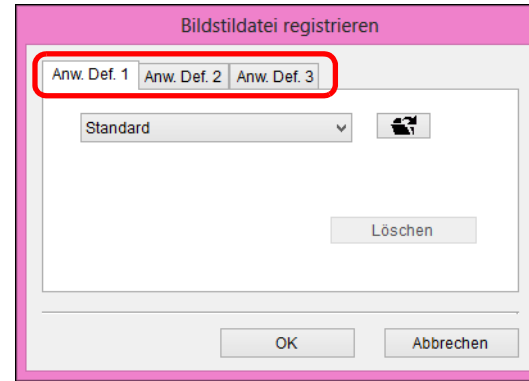 Bildstildatei registrieren
Anw. Def. 1 Anw. Def. 2 Anw. Def. 3
Standard
Löschen
OK Abbrechen